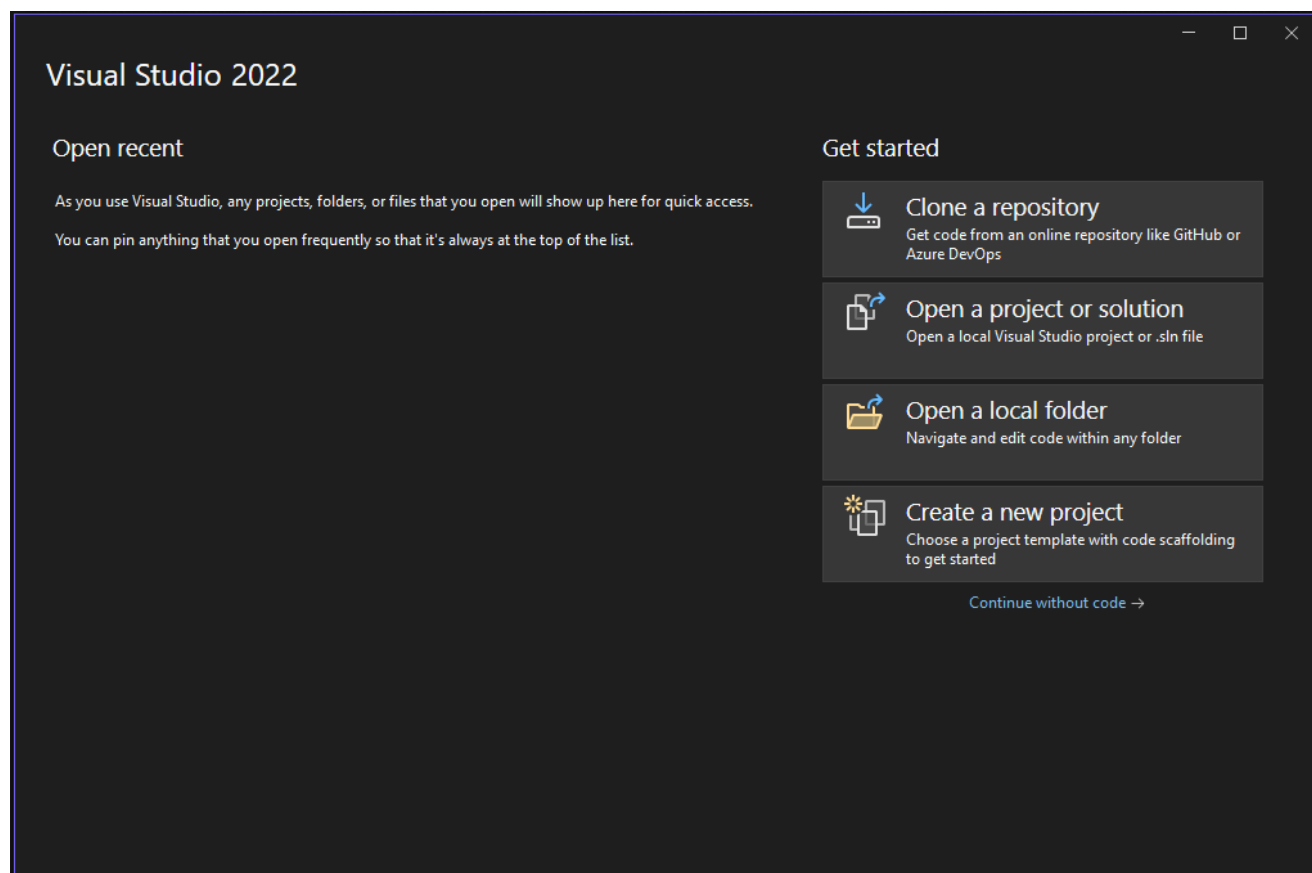 Visual Studio 2022
Open recent
As you use Visual Studio, any projects, folders, or files that you open will show up here for quick access.
You can pin anything that you open frequently so that it's always at the top of the list.
Get started
Clone a repository
Get code from an online repository like GitHub or
Azure DevOps
Open a project or solution
Open a local Visual Studio project or .sln file
Open a local folder
Navigate and edit code within any folder
Create a new project
Choose a project template with code scaffolding
to get started
Continue without code →